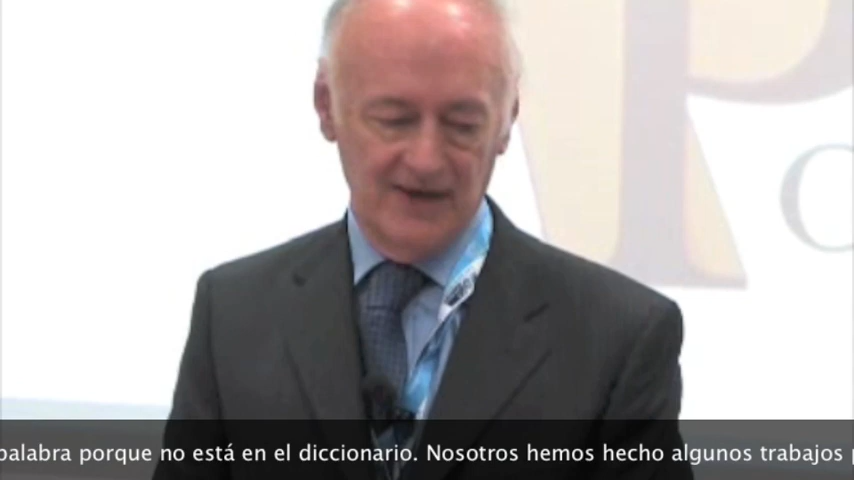 palabra porque no está en el diccionario. Nosotros hemos hecho algunos trabajos